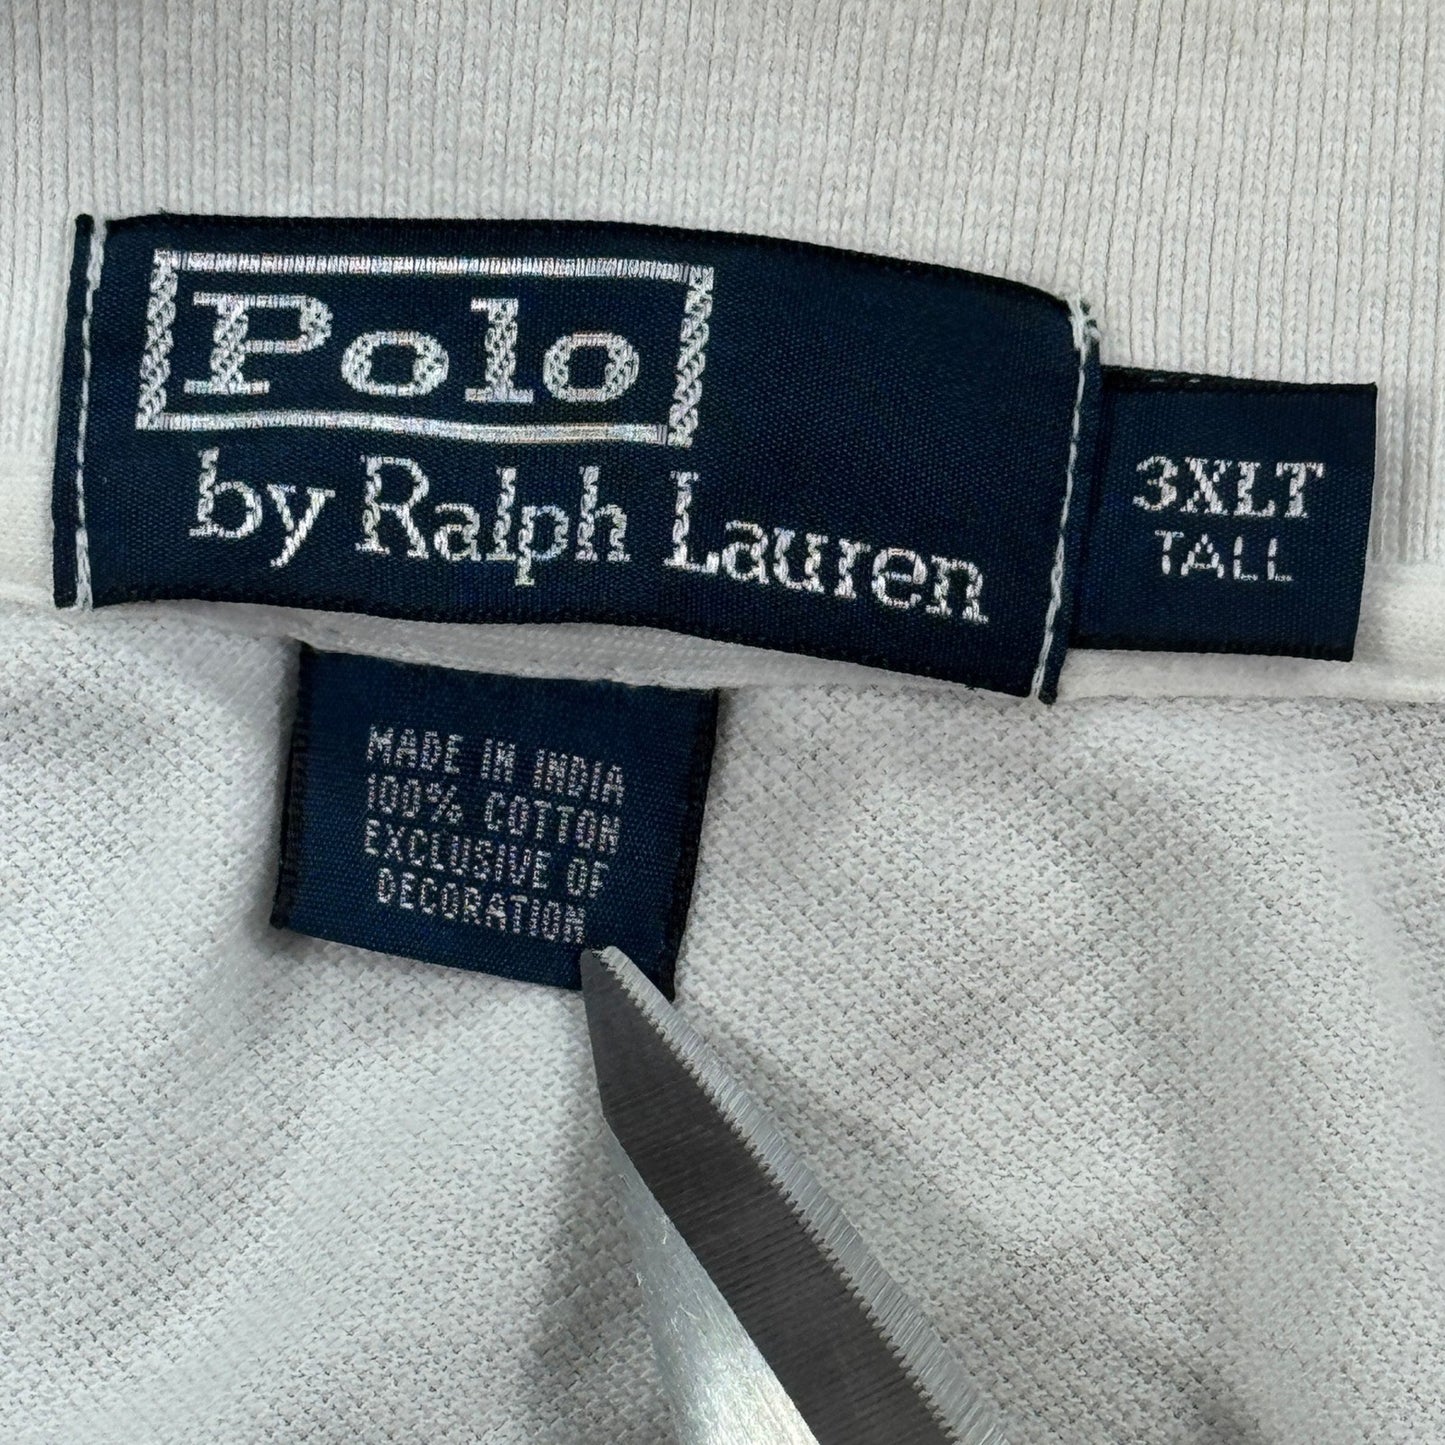 Polo
by Ralph Lauren
3XLT
TALL
MADE IN INDIA
100% COTTON
EXCLUSIVE OF
DECORATION